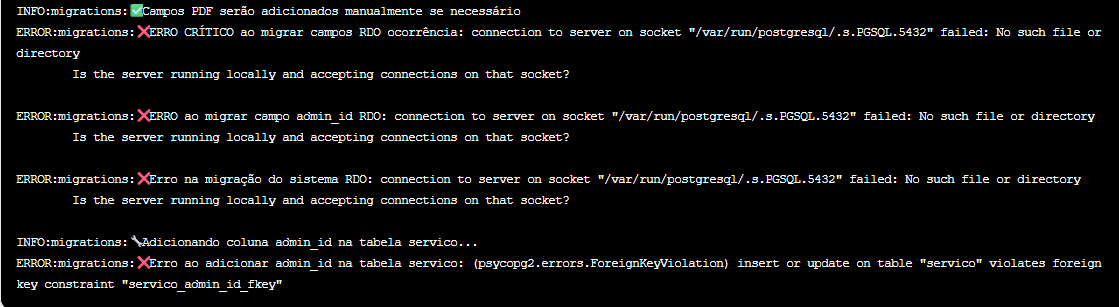 INFO:migrations:✅Campos PDF serão adicionados manualmente se necessário
ERROR:migrations:❌ERRO CRÍTICO ao migrar campos RDO ocorrência: connection to server on socket "/var/run/postgresql/.s.PGSQL.5432" failed: No such file or
directory
Is the server running locally and accepting connections on that socket?
ERROR:migrations:❌ERRO ao migrar campo admin_id RDO: connection to server on socket "/var/run/postgresql/.s.PGSQL.5432" failed: No such file or directory
Is the server running locally and accepting connections on that socket?
ERROR:migrations:❌Erro na migração do sistema RDO: connection to server on socket "/var/run/postgresql/.s.PGSQL.5432" failed: No such file or directory
Is the server running locally and accepting connections on that socket?
INFO:migrations:🔧Adicionando coluna admin_id na tabela servico...
ERROR:migrations:❌Erro ao adicionar admin_id na tabela servico: (psycopg2.errors.ForeignKeyViolation) insert or update on table "servico" violates foreign
key constraint "servico_admin_id_fkey"